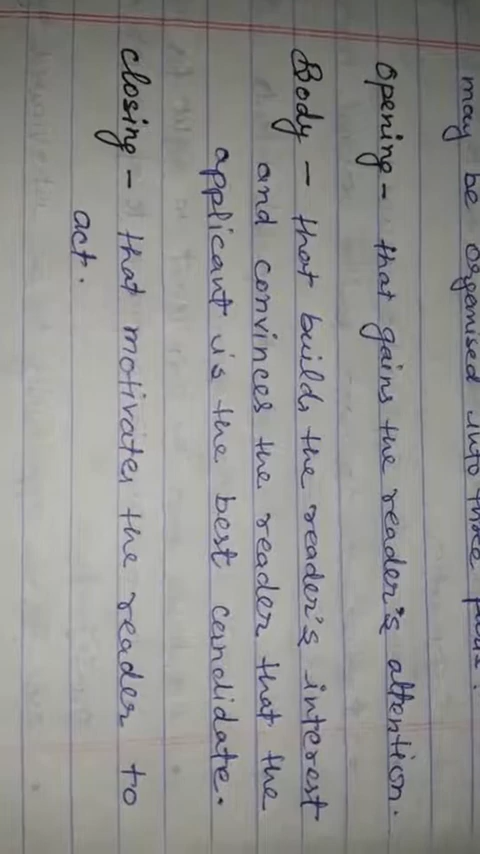 may be organised into three
opening - that gains the reader's attention.
Body - that builds the reader's interest
and convinces the reader that the
applicant is the best candidate.
closing - that motivates the reader to
act.